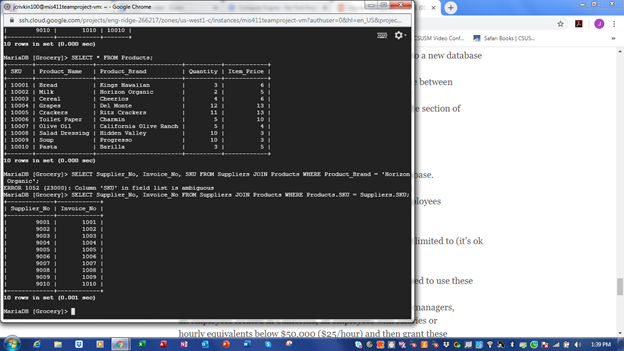 jcrivkin100@mis411teamproject-vm: ~ - Google Chrome
ssh.cloud.google.com/projects/eng-ridge-266217/zones/us-west1-c/instances/mis411teamproject-vm?authuser=0&hl=en_US&projec...
| 9010 | 1010 | 10010 |
+-----------+------------+-------+
10 rows in set (0.000 sec)
MariaDB [Grocery]> SELECT * FROM Products;
| SKU | Product_Name | Product_Brand | Quantity | Item_Price |
| 10001 | Bread | Kings Hawaiian | 3 | 6 |
| 10002 | Milk | Horizon Organic | 2 | 5 |
| 10003 | Cereal | Cheerios | 4 | 6 |
| 10004 | Grapes | Del Monte | 12 | 13 |
| 10005 | Crackers | Ritz Crackers | 11 | 13 |
| 10006 | Toilet Paper | Charmin | 5 | 10 |
| 10007 | Olive Oil | California Olive Ranch | 5 | 4 |
| 10008 | Salad Dressing | Hidden Valley | 10 | 3 |
| 10009 | Soup | Progresso | 10 | 3 |
| 10010 | Pasta | Barilla | 3 | 5 |
10 rows in set (0.000 sec)
MariaDB [Grocery]> SELECT Supplier_No, Invoice_No, SKU FROM Suppliers JOIN Products WHERE Product_Brand = 'Horizon
Organic';
ERROR 1052 (23000): Column 'SKU' in field list is ambiguous
MariaDB [Grocery]> SELECT Supplier_No, Invoice_No FROM Suppliers JOIN Products WHERE Products.SKU = Suppliers.SKU;
| Supplier_No | Invoice_No |
| 9001 | 1001 |
| 9002 | 1002 |
| 9003 | 1003 |
| 9004 | 1004 |
| 9005 | 1005 |
| 9006 | 1006 |
| 9007 | 1007 |
| 9008 | 1008 |
| 9009 | 1009 |
| 9010 | 1010 |
10 rows in set (0.001 sec)
MariaDB [Grocery]>
CSUSM Video Conf...
Safari Books | CSUS...
o a new database
e between
e section of
base.
loyees
limited to (it's ok
ed to use these
managers,
hourly equivalents below $50,000 ($25/hour) and then grant these
1:39 PM